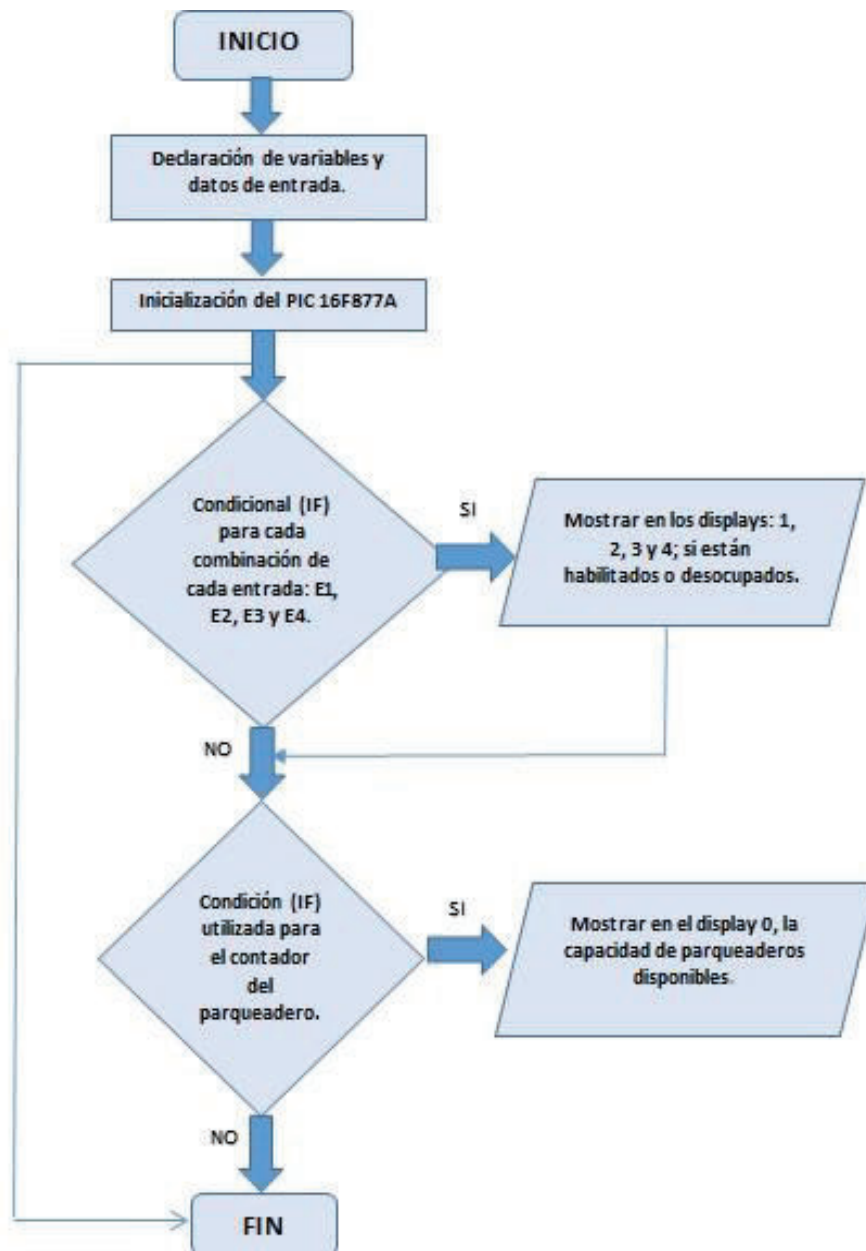 INICIO
Declaración de variables y
datos de entrada.
Inicialización del PIC 16F877A
Condicional (IF)
para cada
combinación de
cada entrada: E1,
E2, E3 y E4.
SI
Mostrar en los displays: 1,
2, 3 y 4; si están
habilitados o desocupados.
NO
Condición (IF)
utilizada para
el contador
del
parqueadero.
SI
Mostrar en el display 0, la
capacidad de parqueaderos
disponibles.
NO
FIN